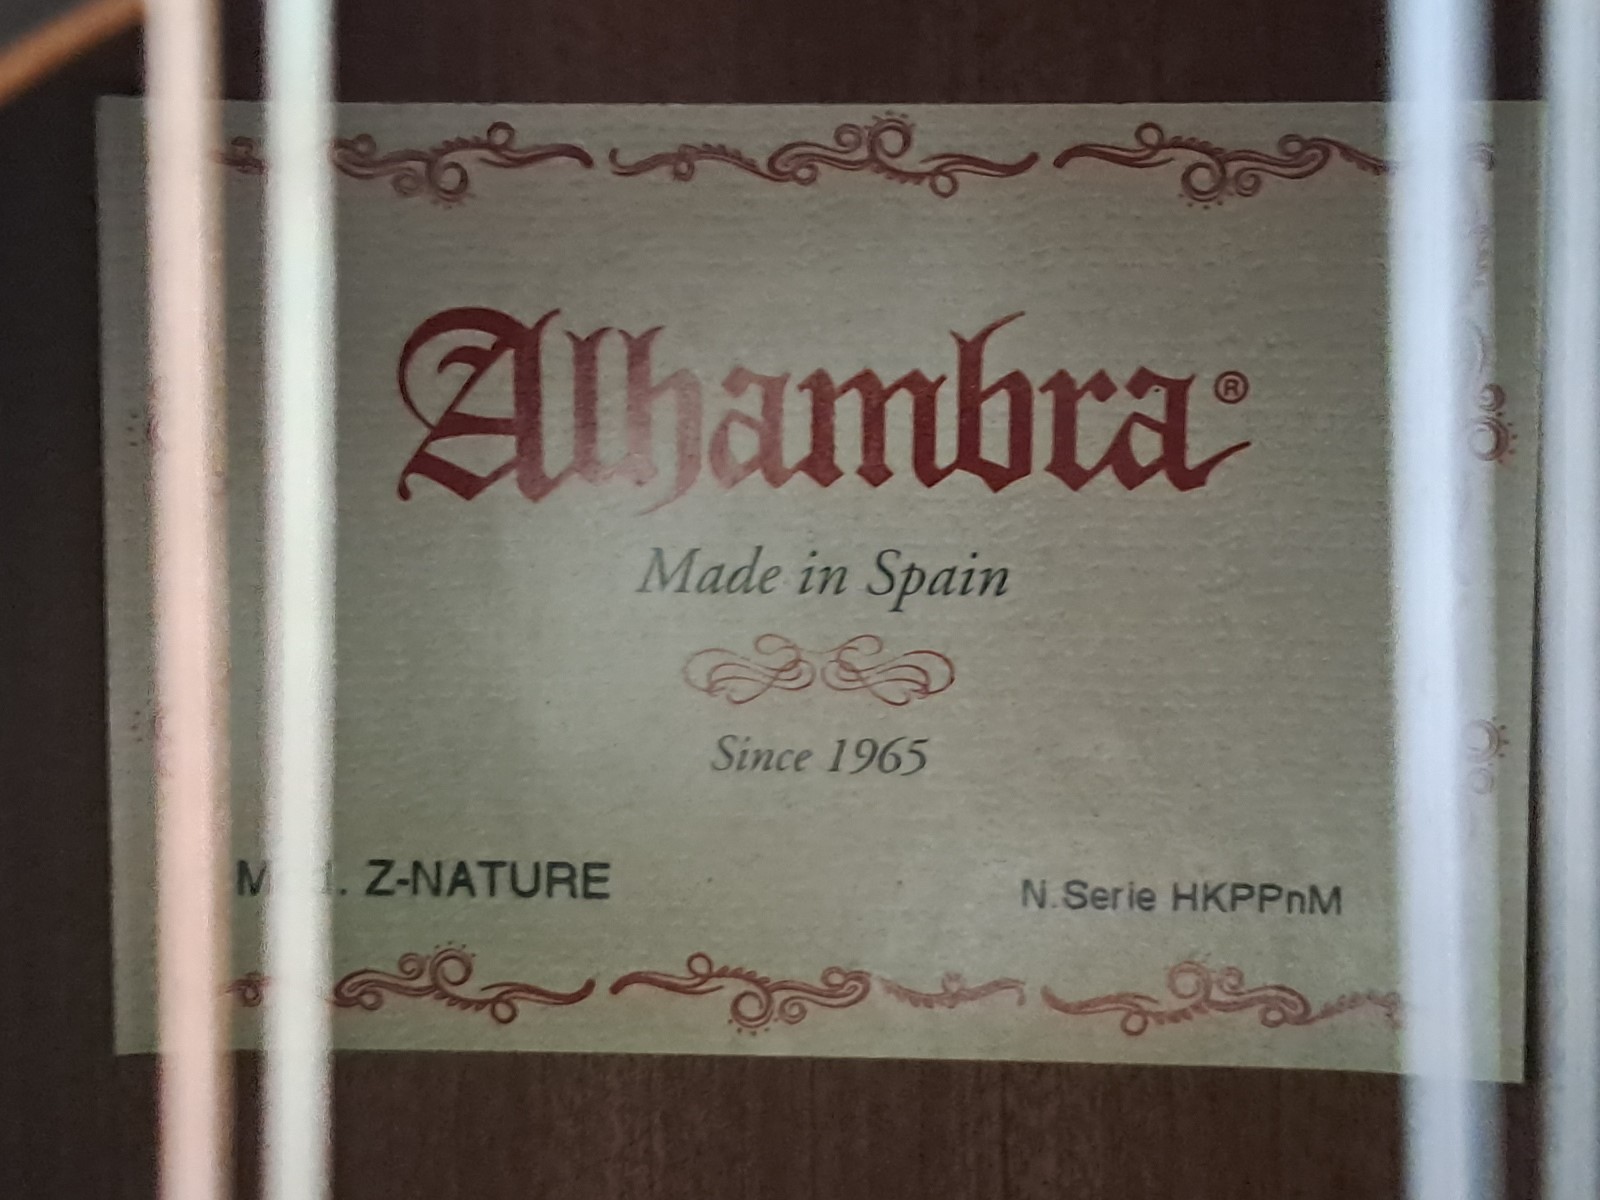 Alhambra®
Made in Spain
Since 1965
Z-NATURE
N.Serie HKPPnM